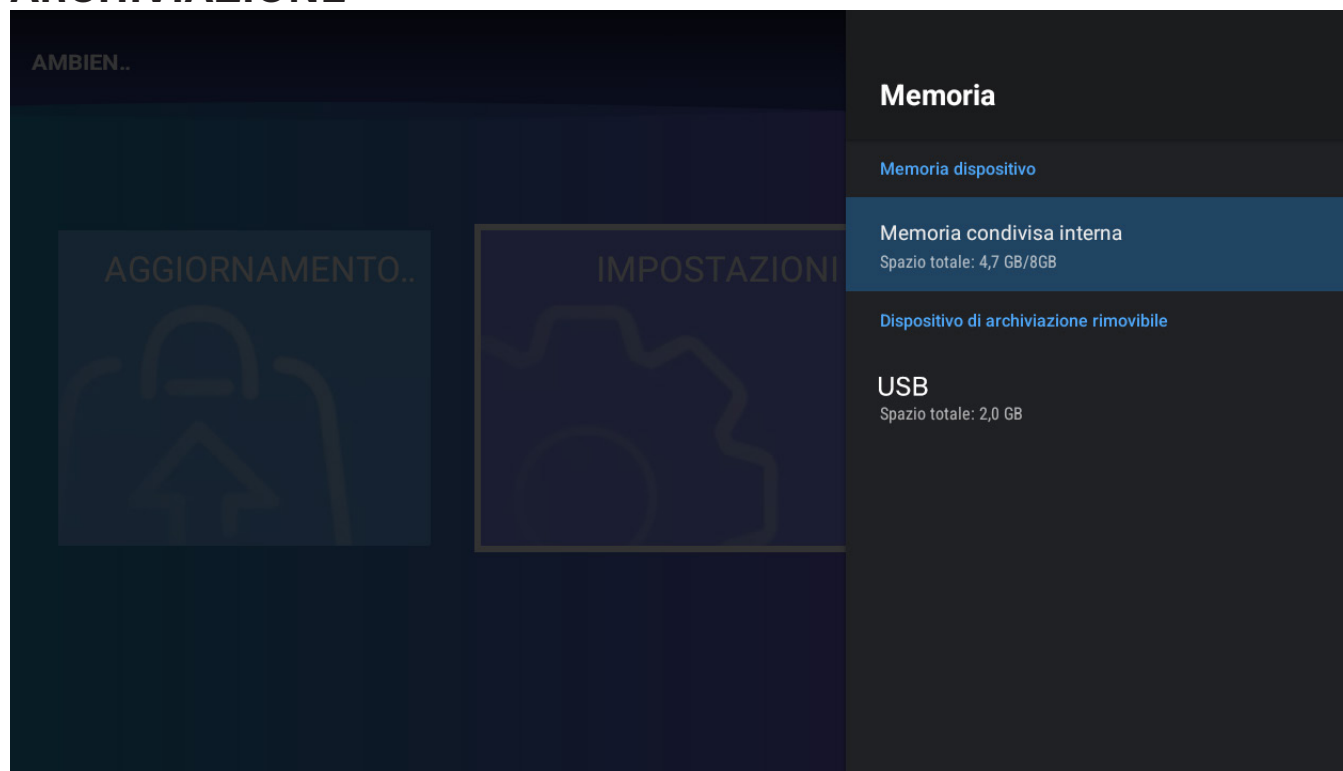 ARCHIVIAZIONE
AMBIEN..
AGGIORNAMENTO..
IMPOSTAZIONI
Memoria
Memoria dispositivo
Memoria condivisa interna
Spazio totale: 4,7 GB/8GB
Dispositivo di archiviazione rimovibile
USB
Spazio totale: 2,0 GB